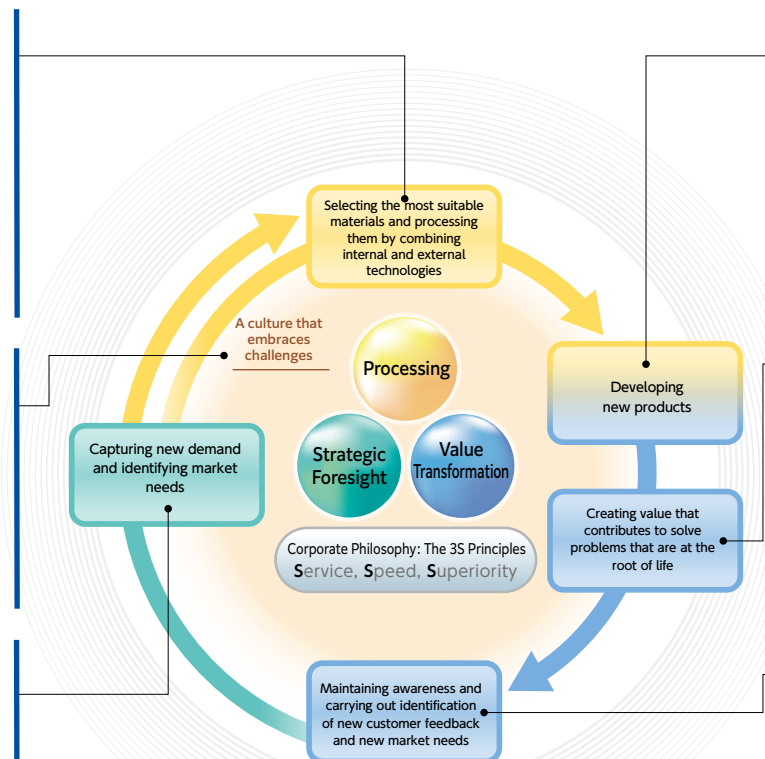 Selecting the most suitable
materials and processing
them by combining
internal and external
technologies
A culture that
embraces
challenges
Processing
Developing
new products
Capturing new demand
and identifying market
needs
Strategic
Foresight
Value
Transformation
Creating value that
contributes to solve
problems that are at the
root of life
Corporate Philosophy: The 3S Principles
Service, Speed, Superiority
Maintaining awareness and
carrying out identification
of new customer feedback
and new market needs